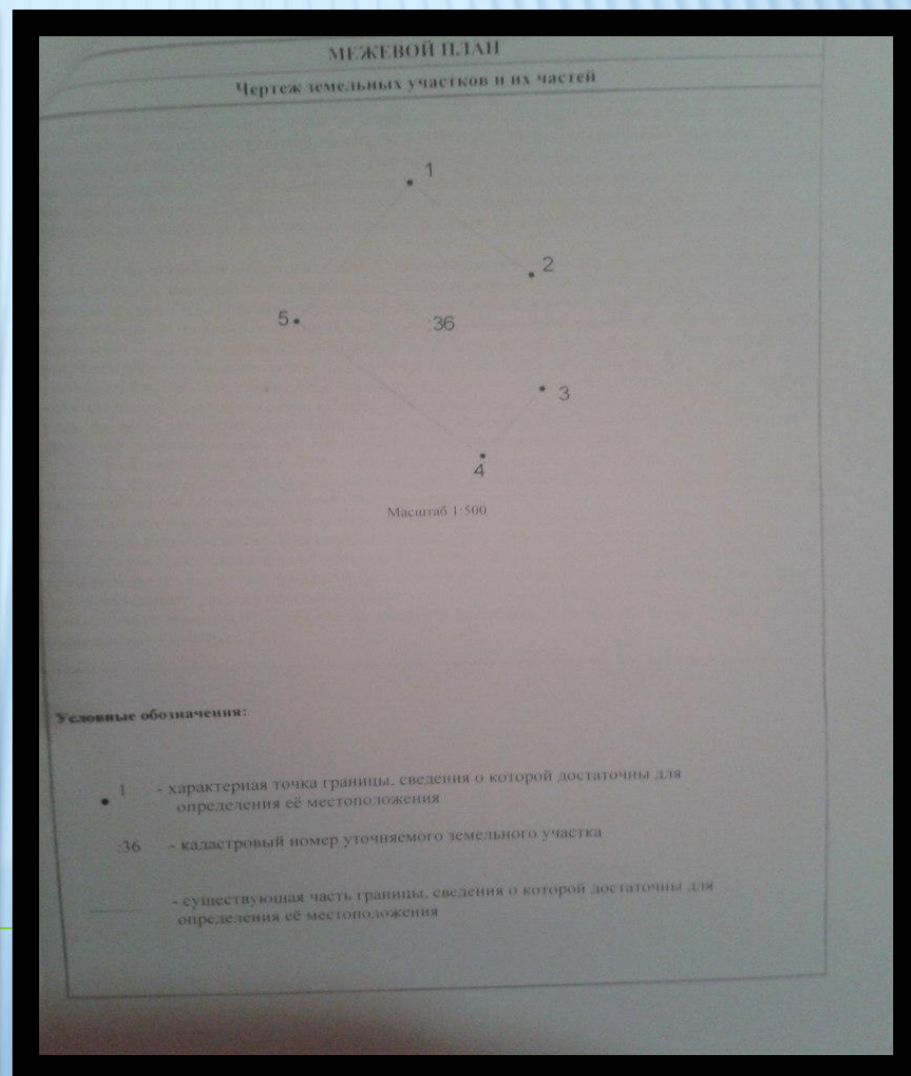 МЕЖЕВОЙ ПЛАН
Чертеж земельных участков и их частей
1
2
5
:36
3
4
Масштаб 1:500
Условные обозначения:
1 - характерная точка границы, сведения о которой достаточны для
определения её местоположения
:36 - кадастровый номер уточняемого земельного участка
- существующая часть границы, сведения о которой достаточны для
определения её местоположения